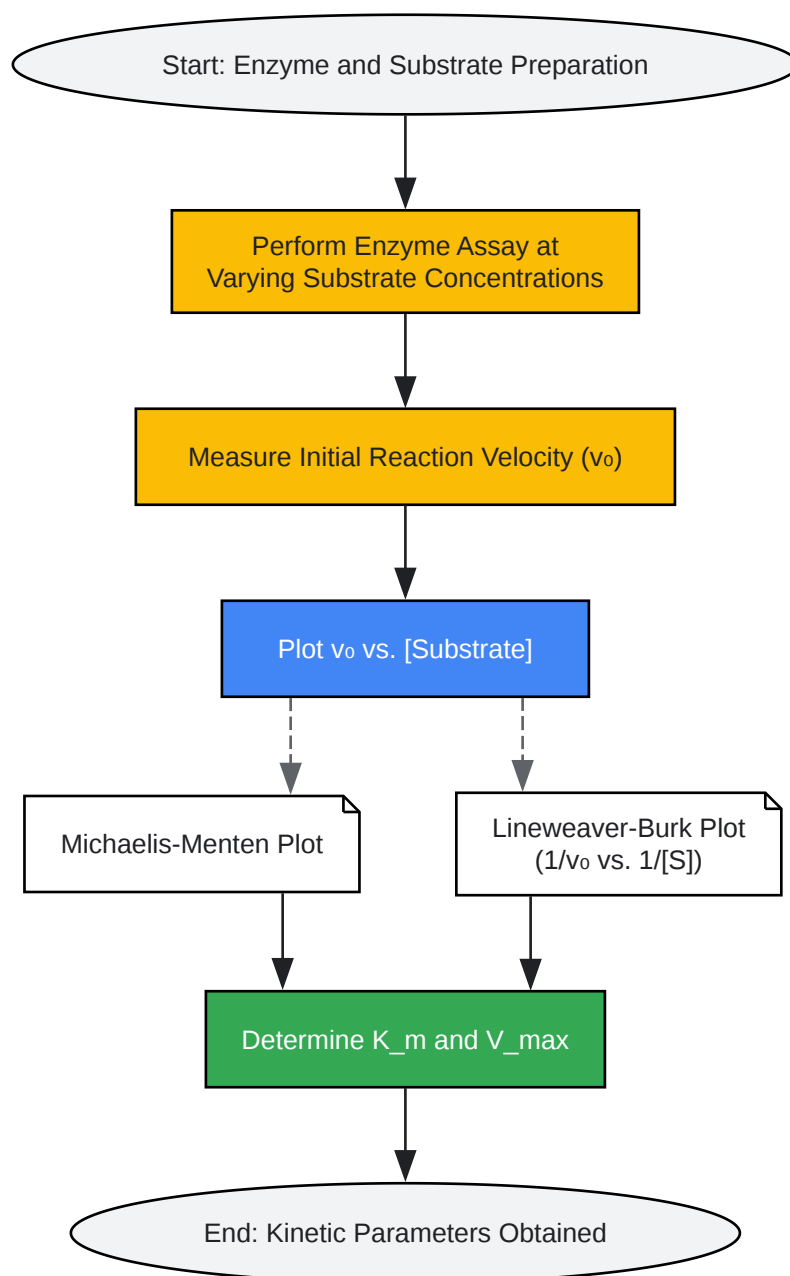 Start: Enzyme and Substrate Preparation
Perform Enzyme Assay at
Varying Substrate Concentrations
Measure Initial Reaction Velocity (v₀)
Plot v₀ vs. [Substrate]
Michaelis-Menten Plot
Lineweaver-Burk Plot
(1/v₀ vs. 1/[S])
Determine K_m and V_max
End: Kinetic Parameters Obtained